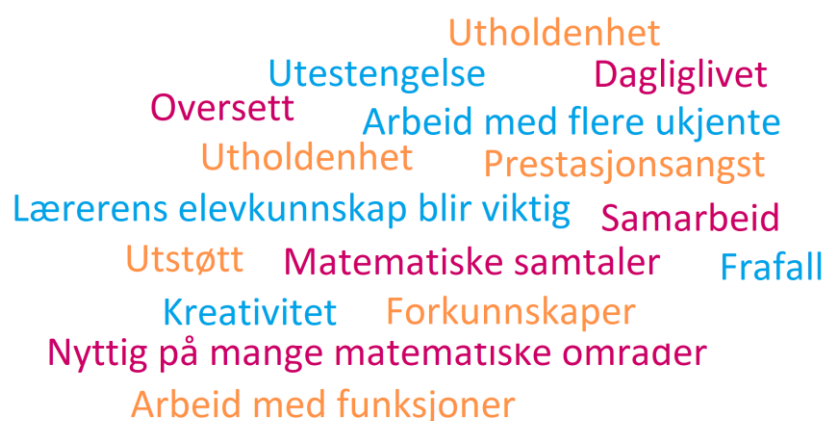 Utholdenhet
Utestengelse Dagliglivet
Oversett Arbeid med flere ukjente
Utholdenhet Prestasjonsangst
Lærerens elevkunnskap blir viktig Samarbeid
Utstøtt Matematiske samtaler Frafall
Kreativitet Forkunnskaper
Nyttig på mange matematiske områder
Arbeid med funksjoner